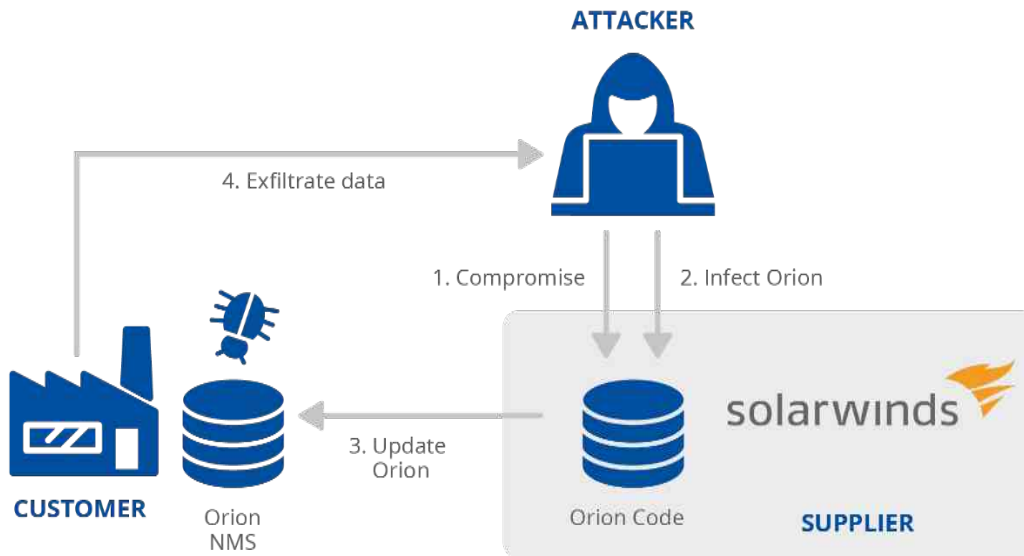 ATTACKER
4. Exfiltrate data
1. Compromise
2. Infect Orion
solarwinds
3. Update
Orion
CUSTOMER
Orion
NMS
Orion Code
SUPPLIER